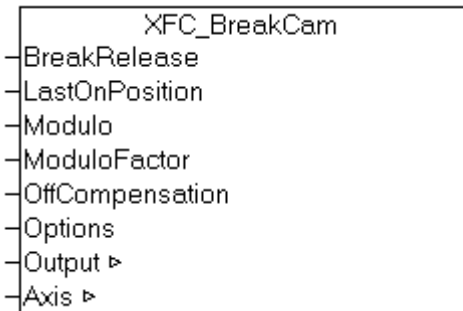 XFC_BreakCam
BreakRelease
LastOnPosition
Modulo
ModuloFactor
OffCompensation
Options
Output ▷
Axis ▷